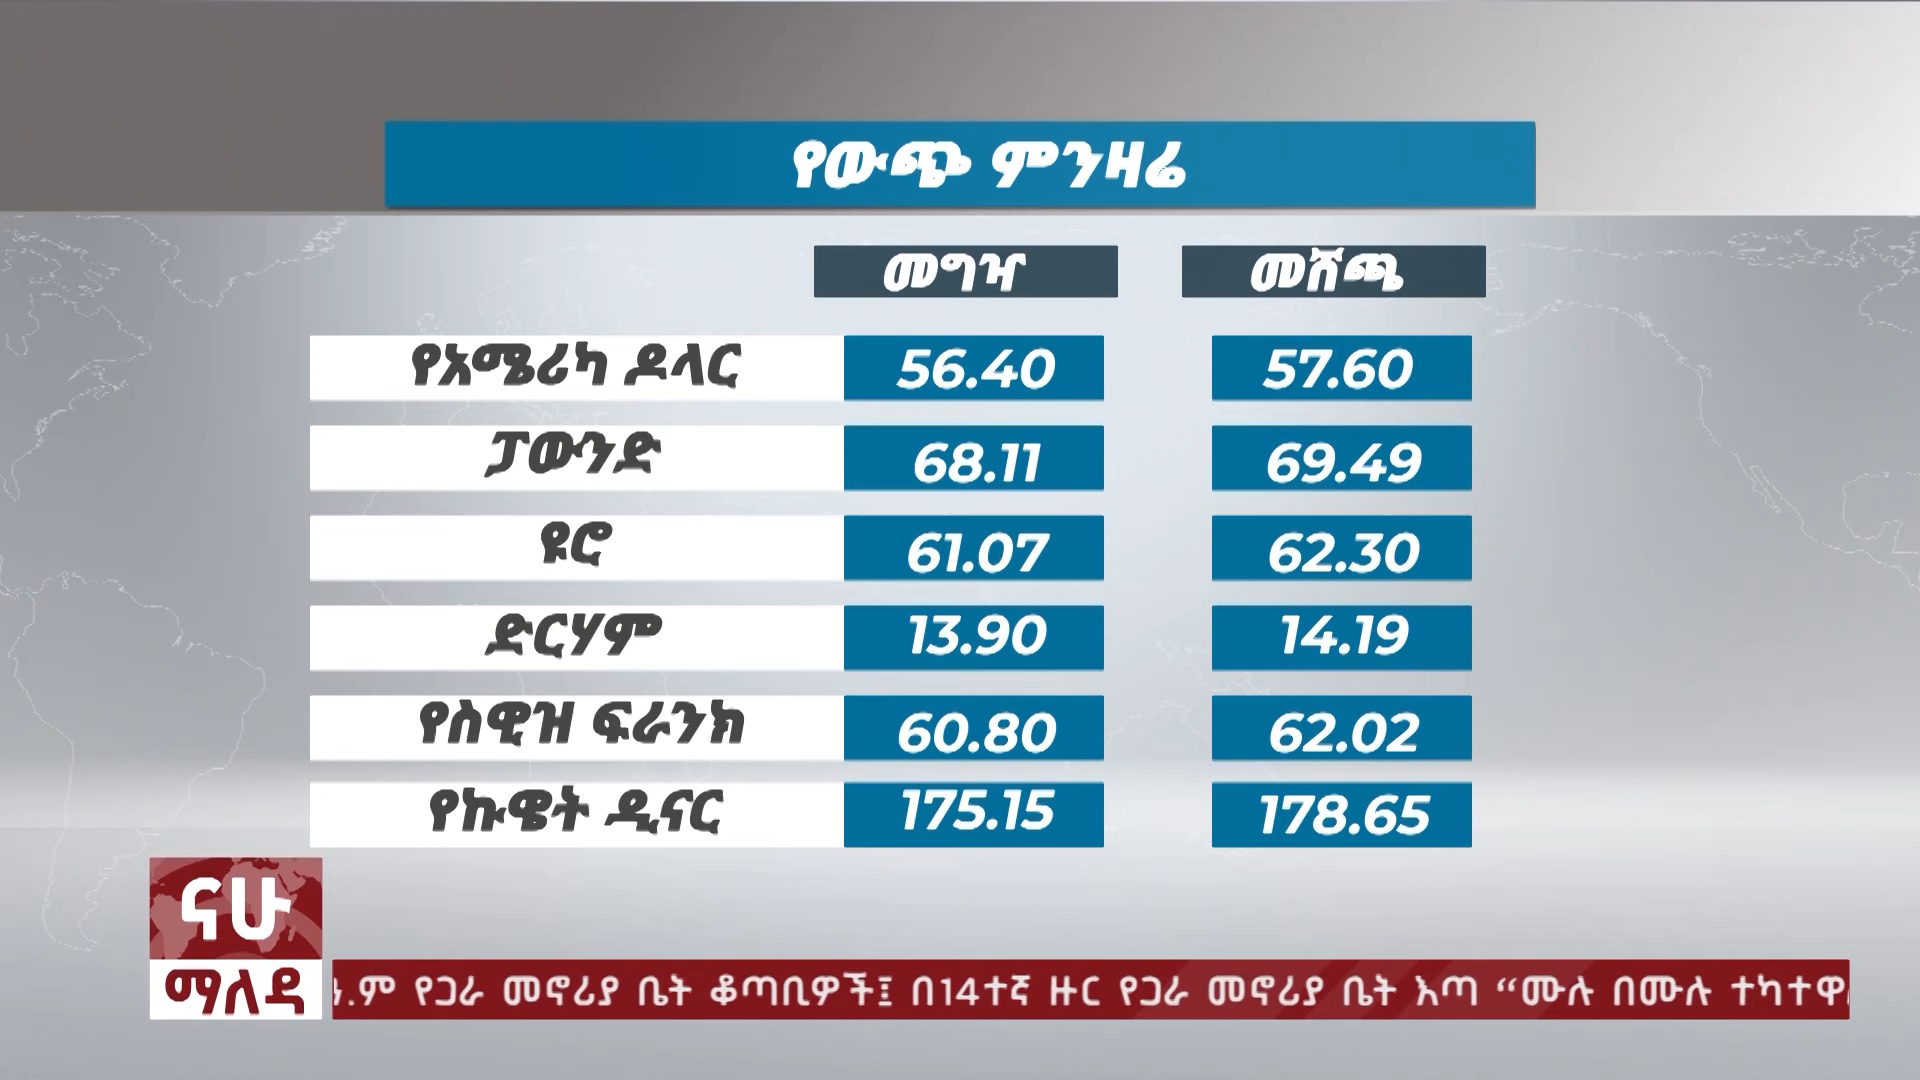 የውጭ ምንዛሬ
መግዣ መሸጫ
የአሜሪካ ዶላር 56.40 57.60
ፓውንድ 68.11 69.49
ዩሮ 61.07 62.30
ድርሃም 13.90 14.19
የስዊዝ ፍራንክ 60.80 62.02
የኩዌት ዲናር 175.15 178.65
ናሁ
ማለዳ
.ም የጋራ መኖሪያ ቤት ቆጣቢዎች፤ በ14ተኛ ዙር የጋራ መኖሪያ ቤት እጣ “ሙሉ በሙሉ ተካተዋ